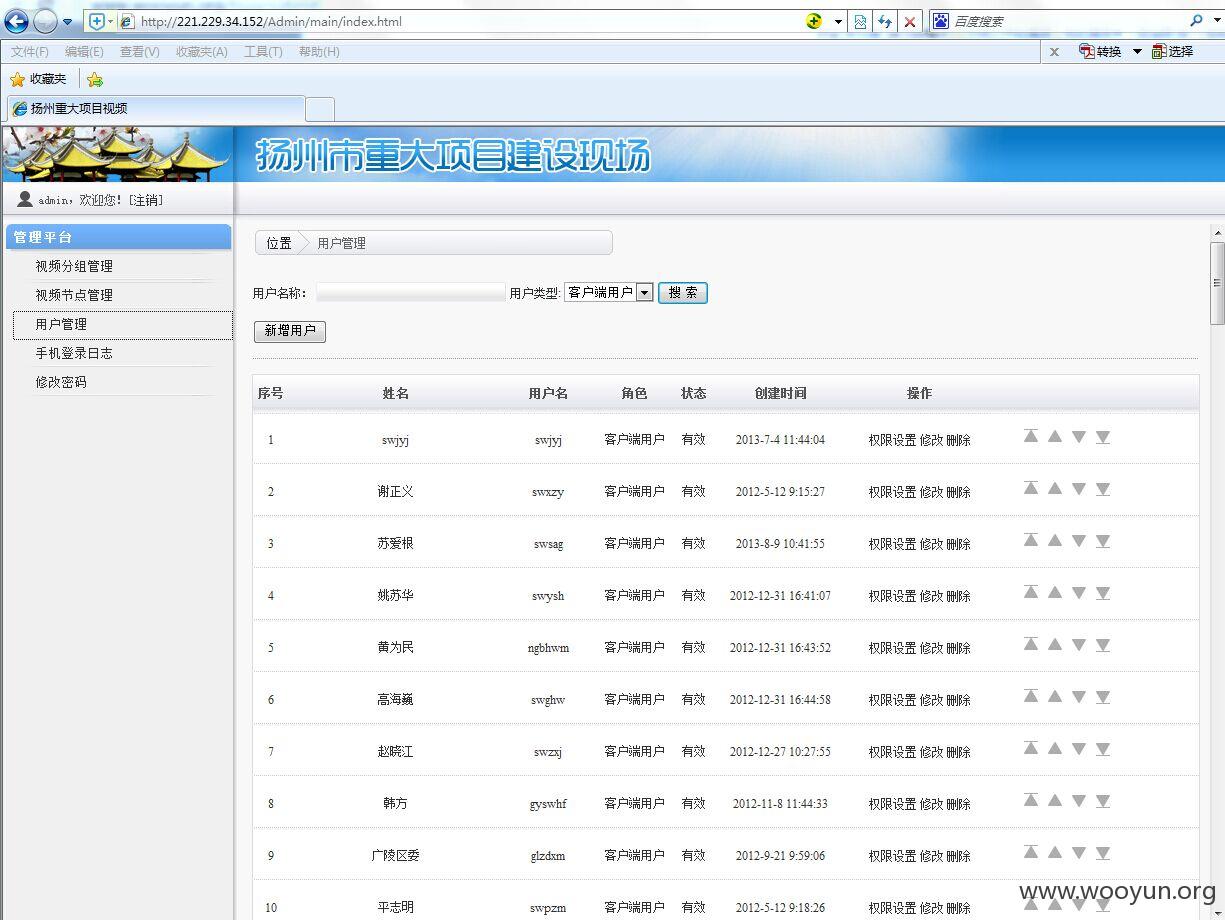 http://221.229.34.152/Admin/main/index.html
百度搜索
文件(F) 编辑(E) 查看(V) 收藏夹(A) 工具(T) 帮助(H)
x 转换 选择
收藏夹
扬州重大项目视频
扬州市重大项目建设现场
admin，欢迎您! [注销]
管理平台
视频分组管理
视频节点管理
用户管理
手机登录日志
修改密码
位置 用户管理
用户名称： 用户类型: 客户端用户 搜 索
新增用户
序号 姓名 用户名 角色 状态 创建时间 操作
1 swjyj swjyj 客户端用户 有效 2013-7-4 11:44:04 权限设置 修改 删除
2 谢正义 swxzy 客户端用户 有效 2012-5-12 9:15:27 权限设置 修改 删除
3 苏爱根 swsag 客户端用户 有效 2013-8-9 10:41:55 权限设置 修改 删除
4 姚苏华 swysh 客户端用户 有效 2012-12-31 16:41:07 权限设置 修改 删除
5 黄为民 ngbhwm 客户端用户 有效 2012-12-31 16:43:52 权限设置 修改 删除
6 高海巍 swghw 客户端用户 有效 2012-12-31 16:44:58 权限设置 修改 删除
7 赵晓江 swzxj 客户端用户 有效 2012-12-27 10:27:55 权限设置 修改 删除
8 韩方 gyswhf 客户端用户 有效 2012-11-8 11:44:33 权限设置 修改 删除
9 广陵区委 glzdxm 客户端用户 有效 2012-9-21 9:59:06 权限设置 修改 删除
10 平志明 swpzm 客户端用户 有效 2012-5-12 9:18:26 权限设置 修改 删除
www.wooyun.org